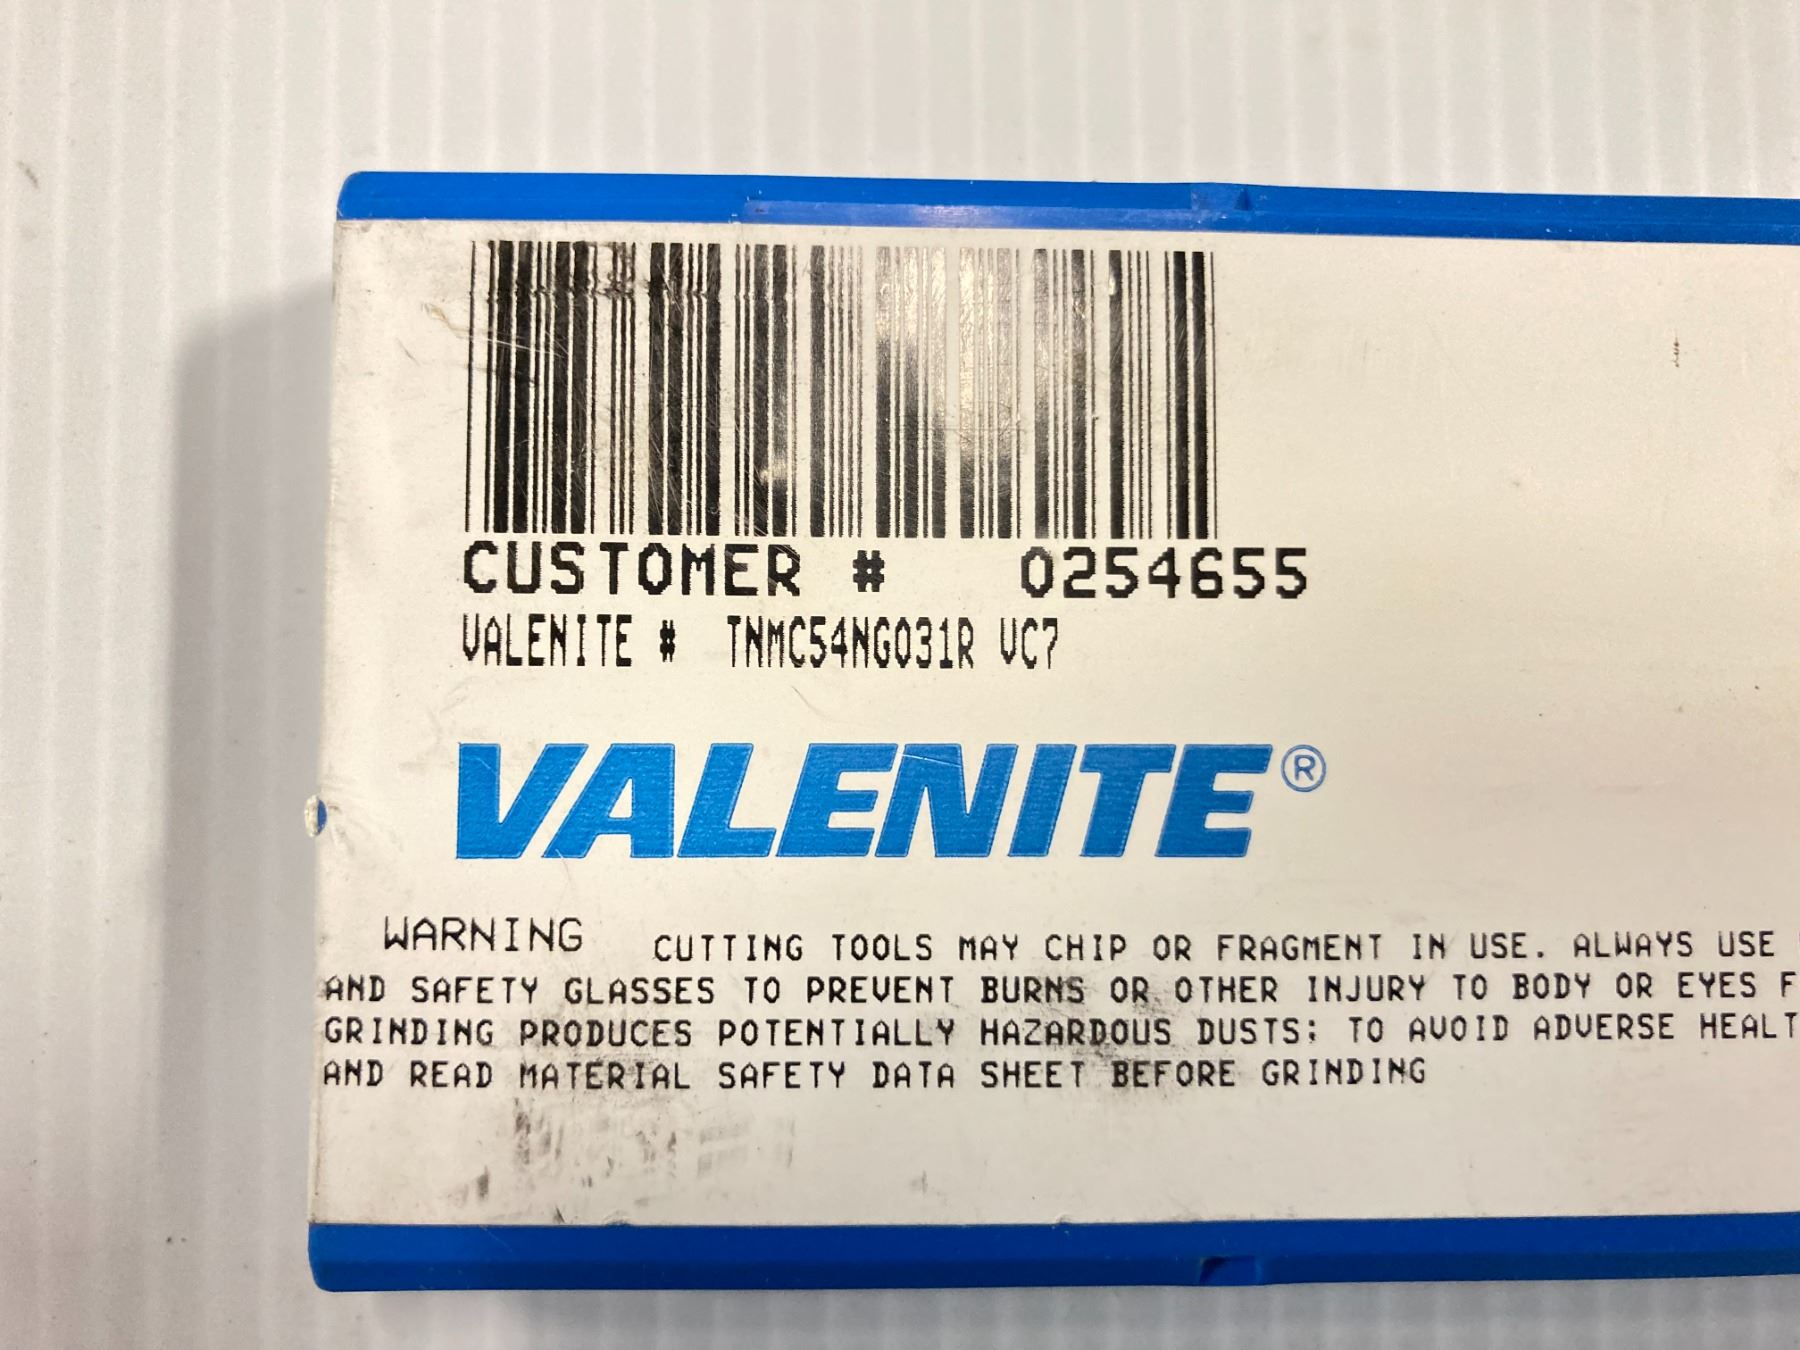 CUSTOMER # 0254655
VALENITE # TNMC54NG031R VC7
VALENITE®
WARNING CUTTING TOOLS MAY CHIP OR FRAGMENT IN USE. ALWAYS USE
AND SAFETY GLASSES TO PREVENT BURNS OR OTHER INJURY TO BODY OR EYES F
GRINDING PRODUCES POTENTIALLY HAZARDOUS DUSTS; TO AVOID ADVERSE HEALT
AND READ MATERIAL SAFETY DATA SHEET BEFORE GRINDING